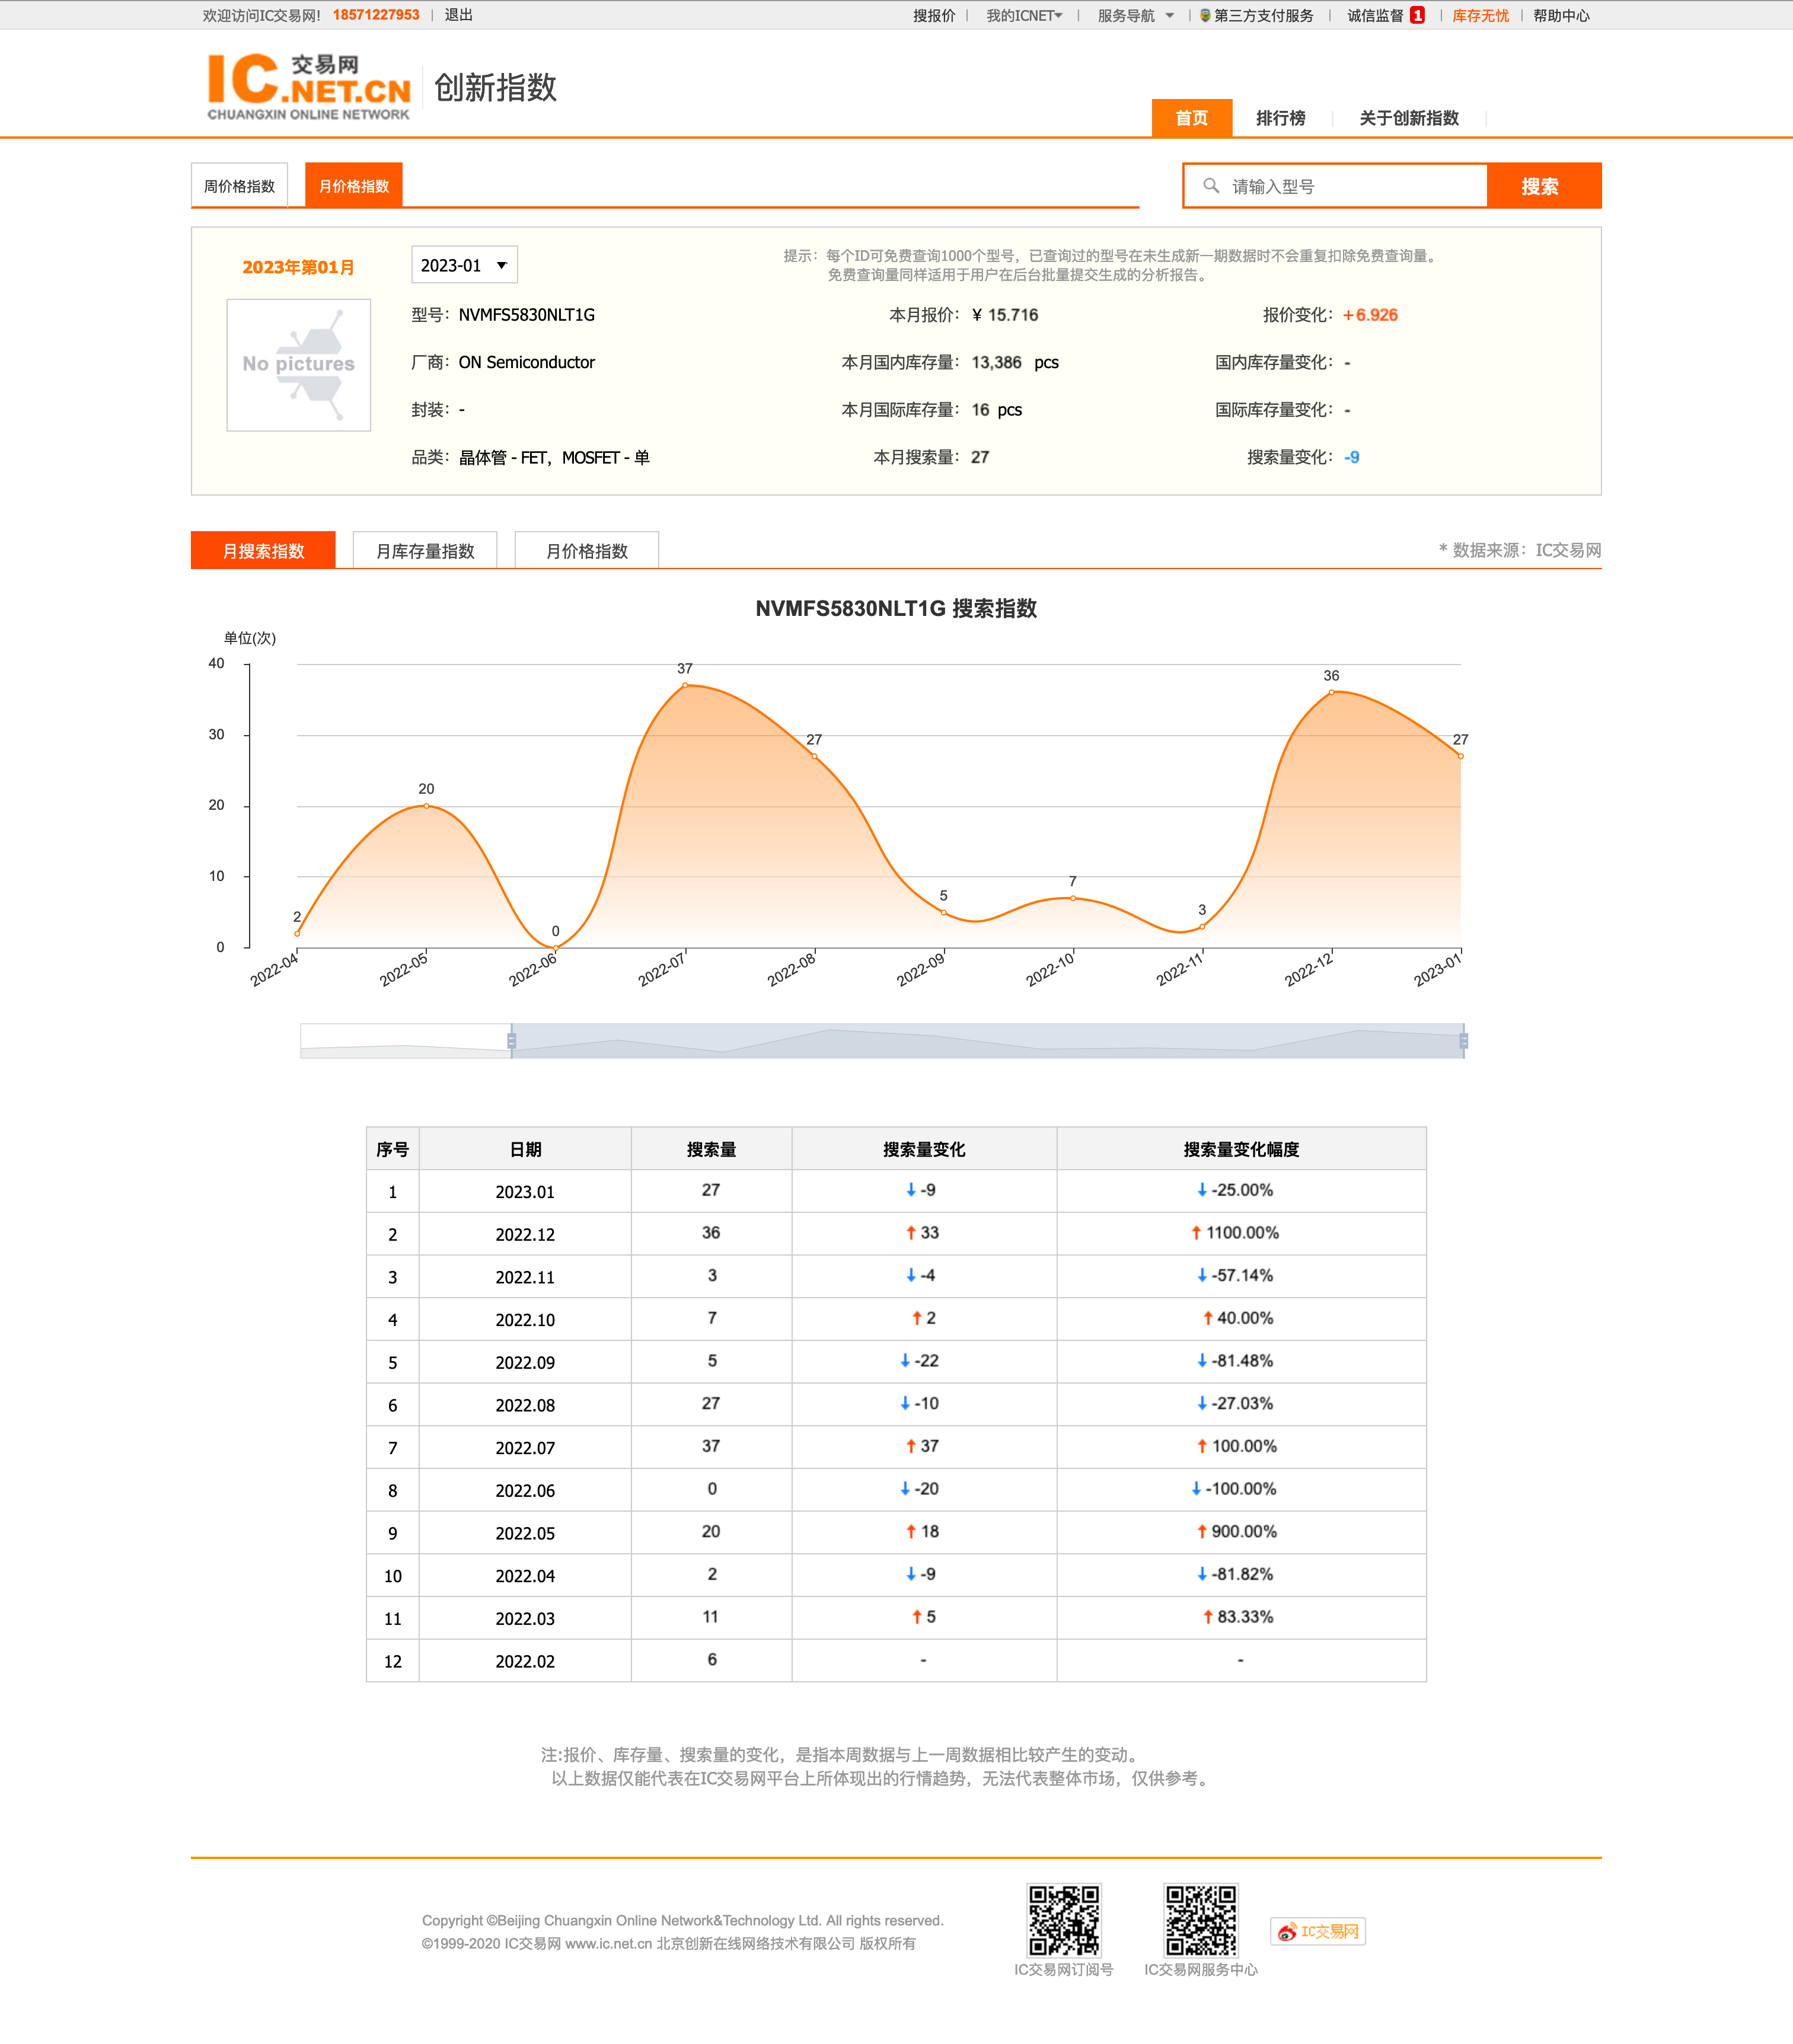 欢迎访问IC交易网! 18571227953 | 退出 搜报价 | 我的ICNET | 服务导航 | 第三方支付服务 | 诚信监督 1 | 库存无忧 | 帮助中心
IC 交易网 .NET.CN
CHUANGXIN ONLINE NETWORK
创新指数
首页 排行榜 关于创新指数
周价格指数 月价格指数 请输入型号 搜索
2023年第01月 2023-01
提示：每个ID可免费查询1000个型号，已查询过的型号在未生成新一期数据时不会重复扣除免费查询量。
免费查询量同样适用于用户在后台批量提交生成的分析报告。
No pictures
型号：NVMFS5830NLT1G 本月报价：¥ 15.716 报价变化：+6.926
厂商：ON Semiconductor 本月国内库存量：13,386 pcs 国内库存量变化：-
封装：- 本月国际库存量：16 pcs 国际库存量变化：-
品类：晶体管 - FET，MOSFET - 单 本月搜索量：27 搜索量变化：-9
月搜索指数 月库存量指数 月价格指数 * 数据来源：IC交易网
NVMFS5830NLT1G 搜索指数
单位(次)
40
30
20
10
0
2 20 0 37 27 5 7 3 36 27
2022-04 2022-05 2022-06 2022-07 2022-08 2022-09 2022-10 2022-11 2022-12 2023-01
序号 日期 搜索量 搜索量变化 搜索量变化幅度
1 2023.01 27 ↓ -9 ↓ -25.00%
2 2022.12 36 ↑ 33 ↑ 1100.00%
3 2022.11 3 ↓ -4 ↓ -57.14%
4 2022.10 7 ↑ 2 ↑ 40.00%
5 2022.09 5 ↓ -22 ↓ -81.48%
6 2022.08 27 ↓ -10 ↓ -27.03%
7 2022.07 37 ↑ 37 ↑ 100.00%
8 2022.06 0 ↓ -20 ↓ -100.00%
9 2022.05 20 ↑ 18 ↑ 900.00%
10 2022.04 2 ↓ -9 ↓ -81.82%
11 2022.03 11 ↑ 5 ↑ 83.33%
12 2022.02 6 - -
注:报价、库存量、搜索量的变化，是指本周数据与上一周数据相比较产生的变动。
以上数据仅能代表在IC交易网平台上所体现出的行情趋势，无法代表整体市场，仅供参考。
Copyright ©Beijing Chuangxin Online Network&Technology Ltd. All rights reserved.
©1999-2020 IC交易网 www.ic.net.cn 北京创新在线网络技术有限公司 版权所有
IC交易网订阅号 IC交易网服务中心
IC交易网